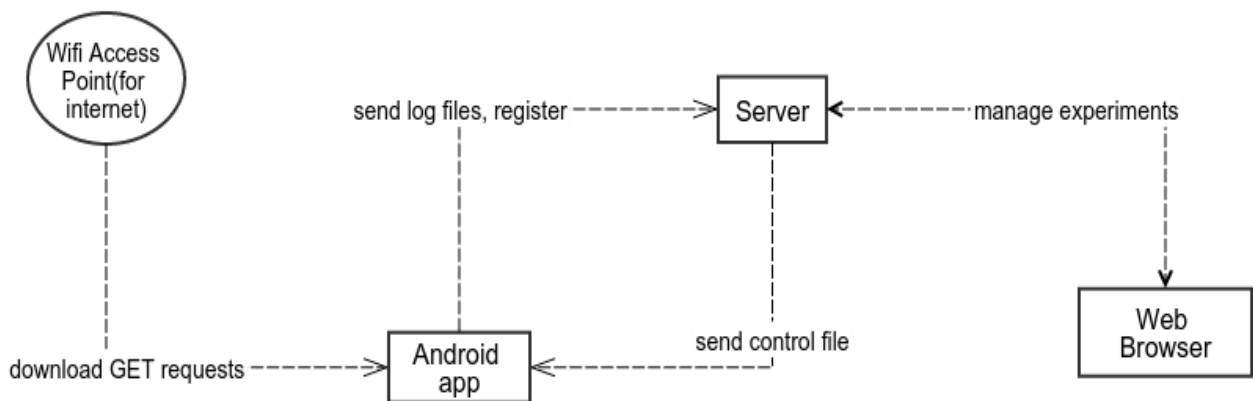 Wifi Access
Point(for
internet)
send log files, register
Server
manage experiments
send control file
Web
Browser
Android
app
download GET requests